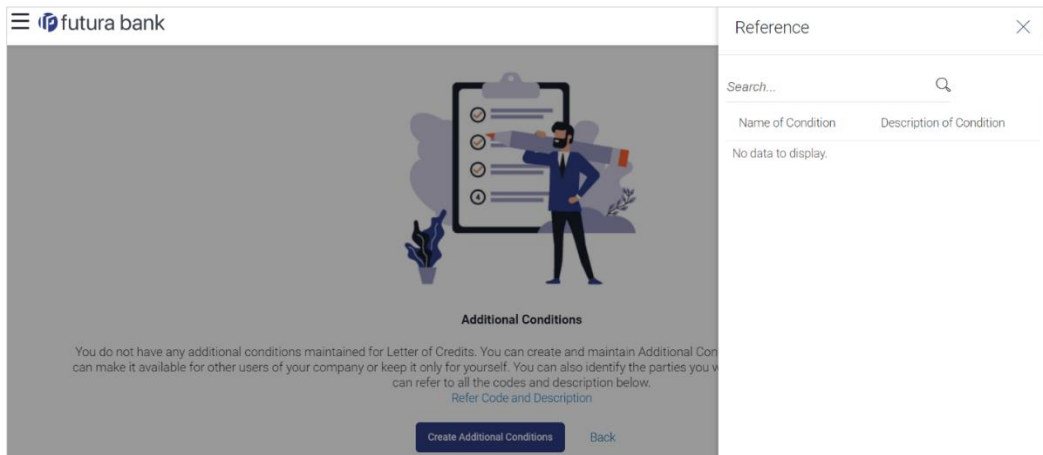 futura bank
Reference
Search...
Name of Condition Description of Condition
No data to display.
4
Additional Conditions
You do not have any additional conditions maintained for Letter of Credits. You can create and maintain Additional Con
can make it available for other users of your company or keep it only for yourself. You can also identify the parties you w
can refer to all the codes and description below.
Refer Code and Description
Create Additional Conditions Back